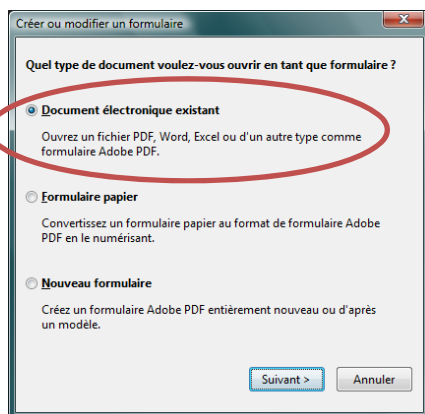 Créer ou modifier un formulaire
Quel type de document voulez-vous ouvrir en tant que formulaire ?
Document électronique existant
Ouvrez un fichier PDF, Word, Excel ou d'un autre type comme
formulaire Adobe PDF.
Formulaire papier
Convertissez un formulaire papier au format de formulaire Adobe
PDF en le numérisant.
Nouveau formulaire
Créez un formulaire Adobe PDF entièrement nouveau ou d'après
un modèle.
Suivant >
Annuler